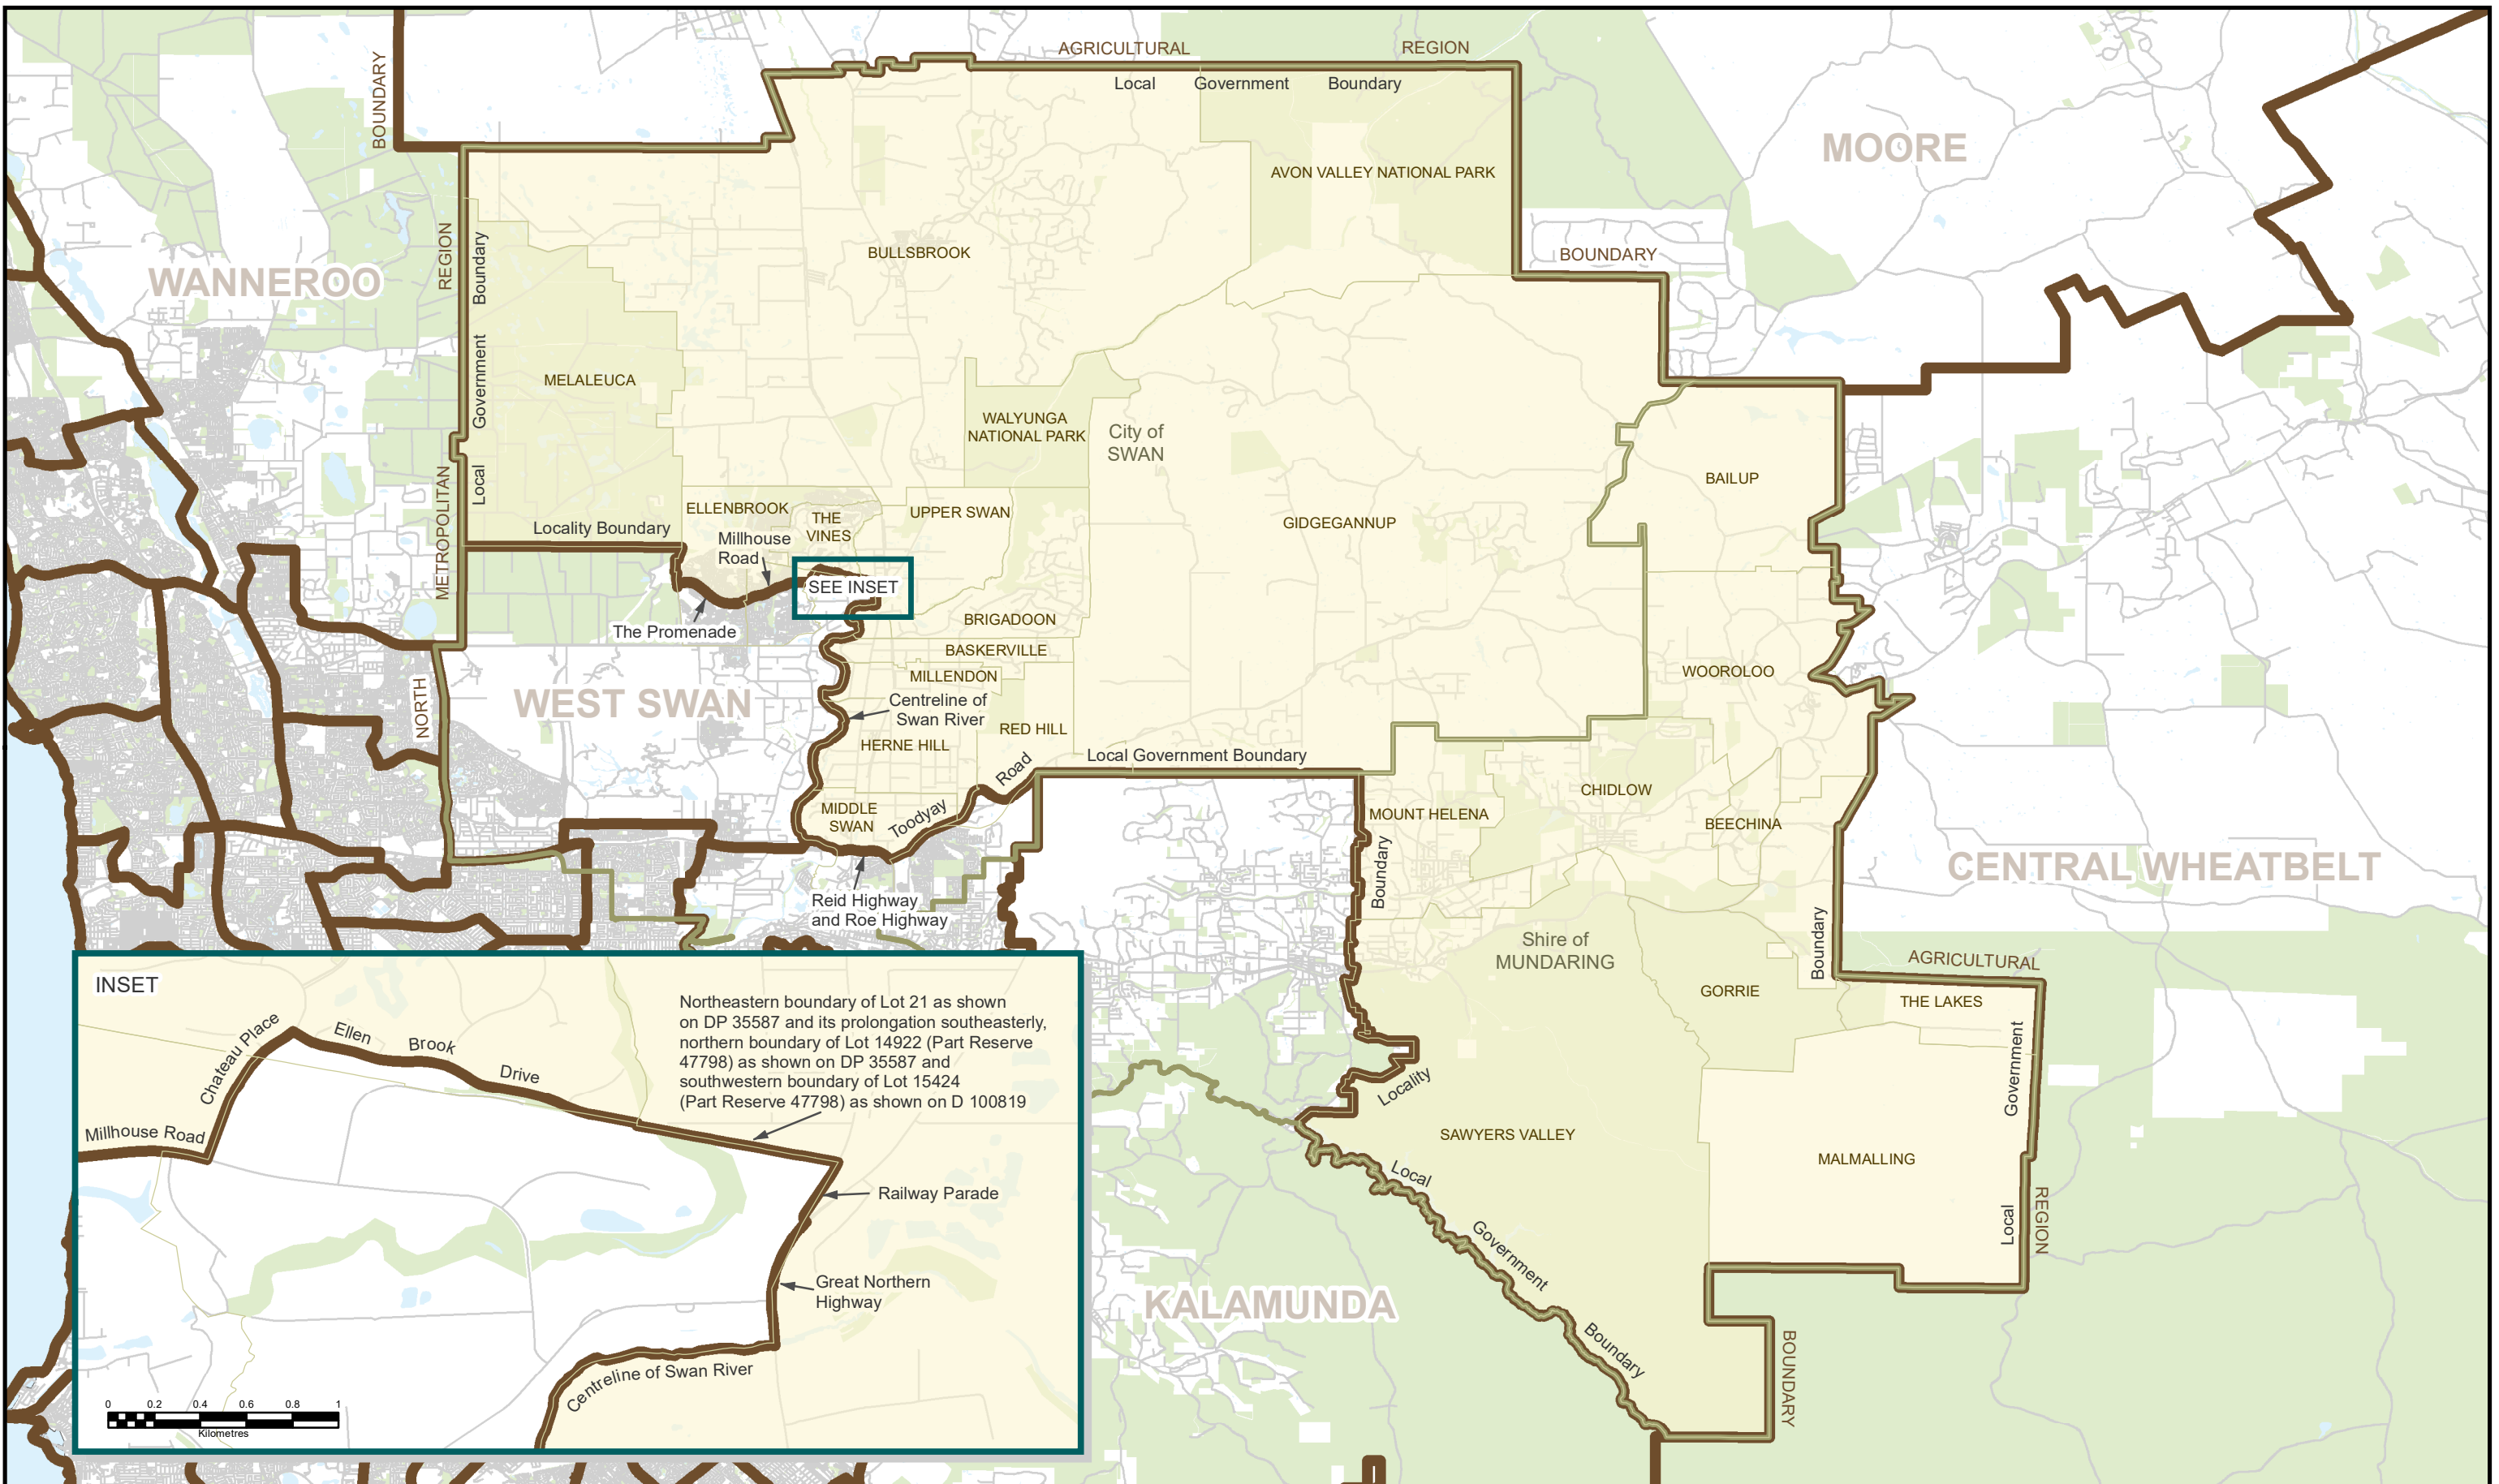 AGRICULTURAL REGION
Local Government Boundary
BOUNDARY
MOORE
AVON VALLEY NATIONAL PARK
BULLSBROOK
BOUNDARY
REGION
Boundary
WANNEROO
Government
MELALEUCA
WALYUNGA
NATIONAL PARK
City of
SWAN
METROPOLITAN
Local
BAILUP
ELLENBROOK
THE
VINES
UPPER SWAN
GIDGEGANNUP
Locality Boundary
Millhouse
Road
SEE INSET
The Promenade
BRIGADOON
BASKERVILLE
MILLENDON
WOOROLOO
NORTH
WEST SWAN
Centreline of
Swan River
RED HILL
HERNE HILL
Local Government Boundary
Toodyay Road
MIDDLE
SWAN
CHIDLOW
MOUNT HELENA
BEECHINA
Boundary
CENTRAL WHEATBELT
Reid Highway
and Roe Highway
Shire of
MUNDARING
Boundary
AGRICULTURAL
GORRIE
THE LAKES
Government
Locality
SAWYERS VALLEY
MALMALLING
Local
Local
REGION
Government
KALAMUNDA
Boundary
BOUNDARY
INSET
Northeastern boundary of Lot 21 as shown
on DP 35587 and its prolongation southeasterly,
northern boundary of Lot 14922 (Part Reserve
47798) as shown on DP 35587 and
southwestern boundary of Lot 15424
(Part Reserve 47798) as shown on D 100819
Chateau Place
Ellen Brook Drive
Millhouse Road
Railway Parade
Great Northern
Highway
Centreline of Swan River
0 0.2 0.4 0.6 0.8 1
Kilometres